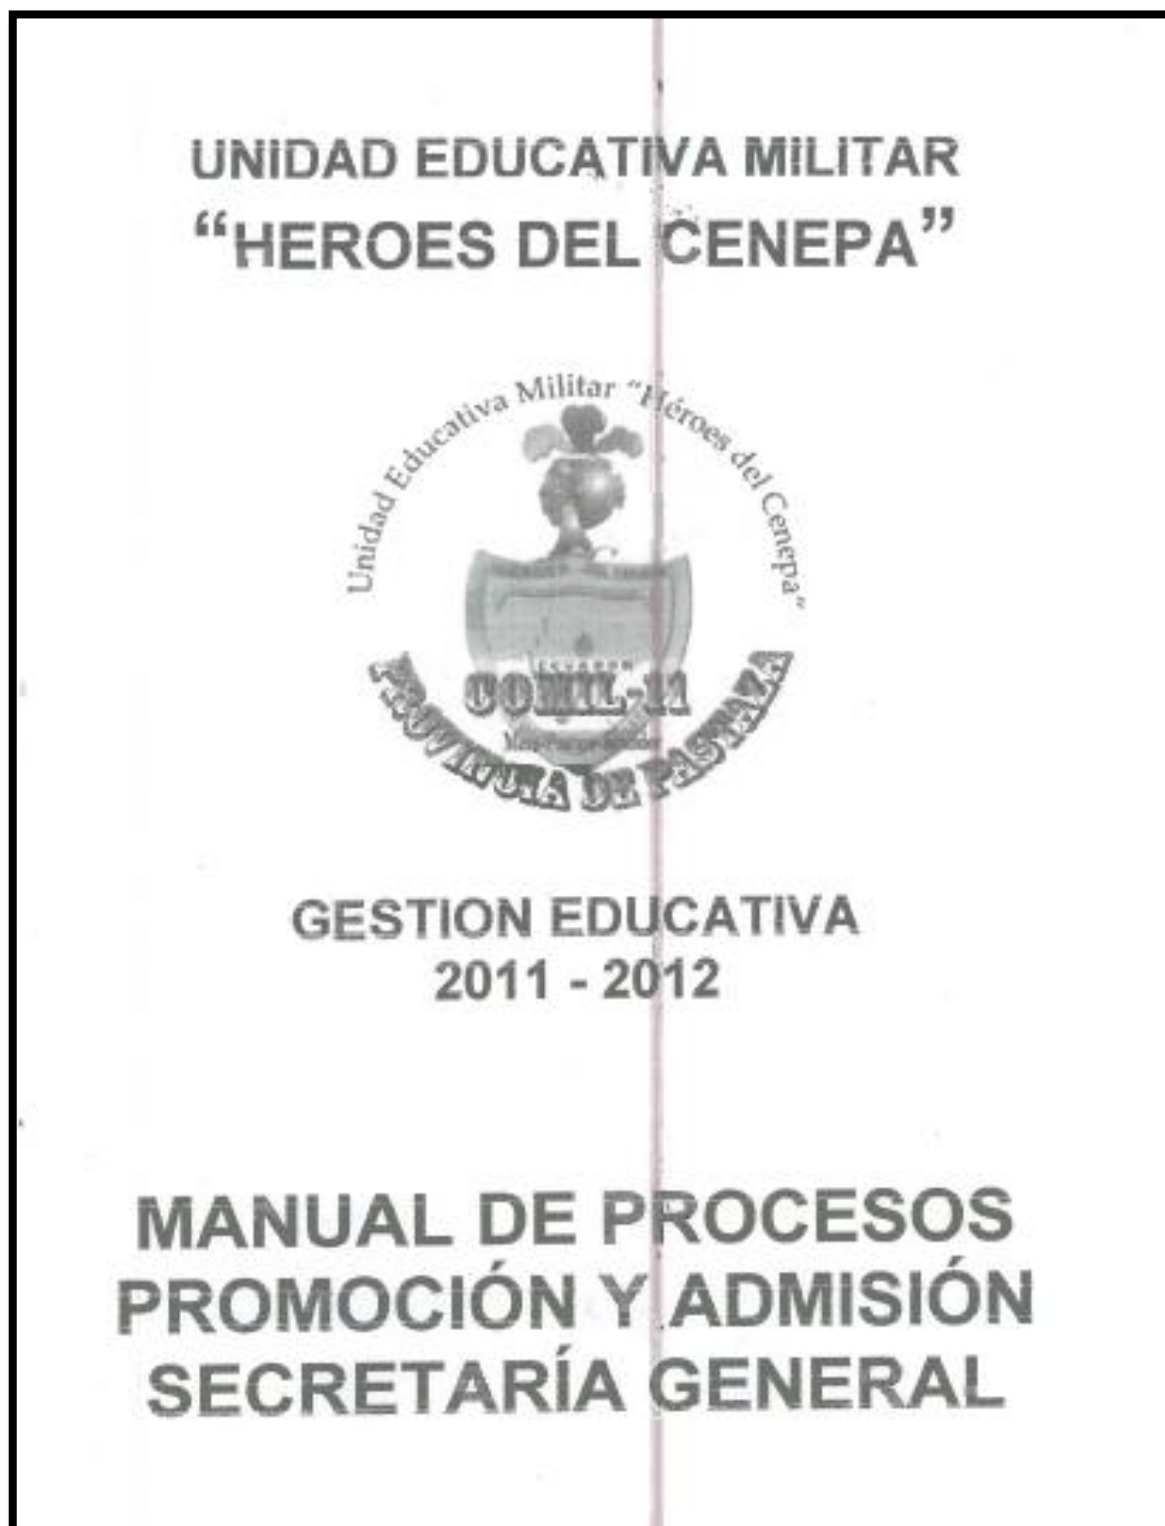 UNIDAD EDUCATIVA MILITAR
“HEROES DEL CENEPA”
Unidad Educativa Militar “Héroes del Cenepa”
ECUADOR
COMIL-11
PROVINCIA DE PASTAZA
GESTION EDUCATIVA
2011 - 2012
MANUAL DE PROCESOS
PROMOCIÓN Y ADMISIÓN
SECRETARÍA GENERAL